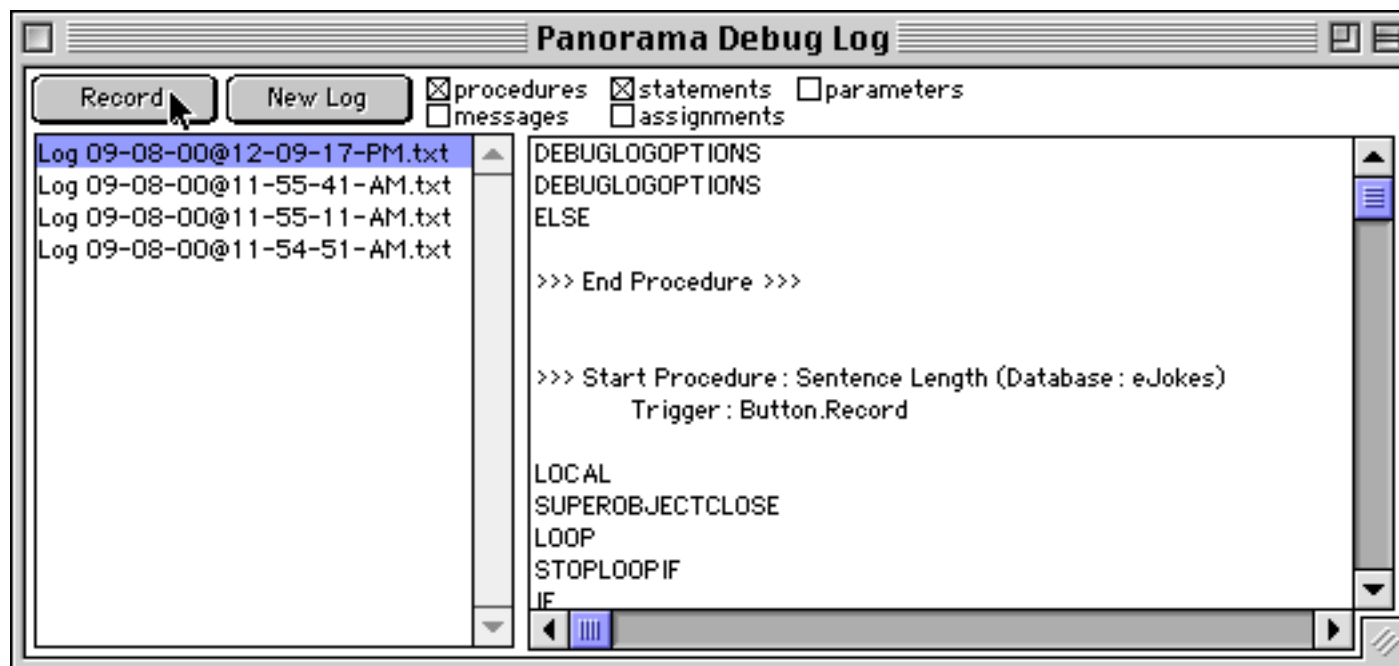 Panorama Debug Log
Record New Log procedures statements parameters
messages assignments
Log 09-08-00@12-09-17-PM.txt
Log 09-08-00@11-55-41-AM.txt
Log 09-08-00@11-55-11-AM.txt
Log 09-08-00@11-54-51-AM.txt
DEBUGLOGOPTIONS
DEBUGLOGOPTIONS
ELSE
>>> End Procedure >>>
>>> Start Procedure : Sentence Length (Database : eJokes)
Trigger : Button.Record
LOCAL
SUPEROBJECTCLOSE
LOOP
STOPLOOPIF
IF